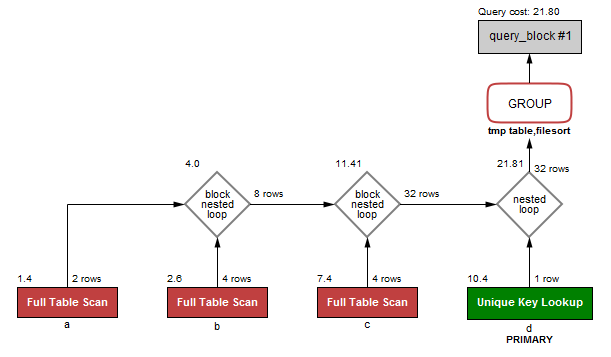 Query cost: 21.80
query_block #1
GROUP
tmp table,filesort
4.0
11.41
21.81
32 rows
block
nested
loop
8 rows
block
nested
loop
32 rows
nested
loop
1.4
2 rows
2.6
4 rows
7.4
4 rows
10.4
1 row
Full Table Scan
Full Table Scan
Full Table Scan
Unique Key Lookup
a
b
c
d
PRIMARY